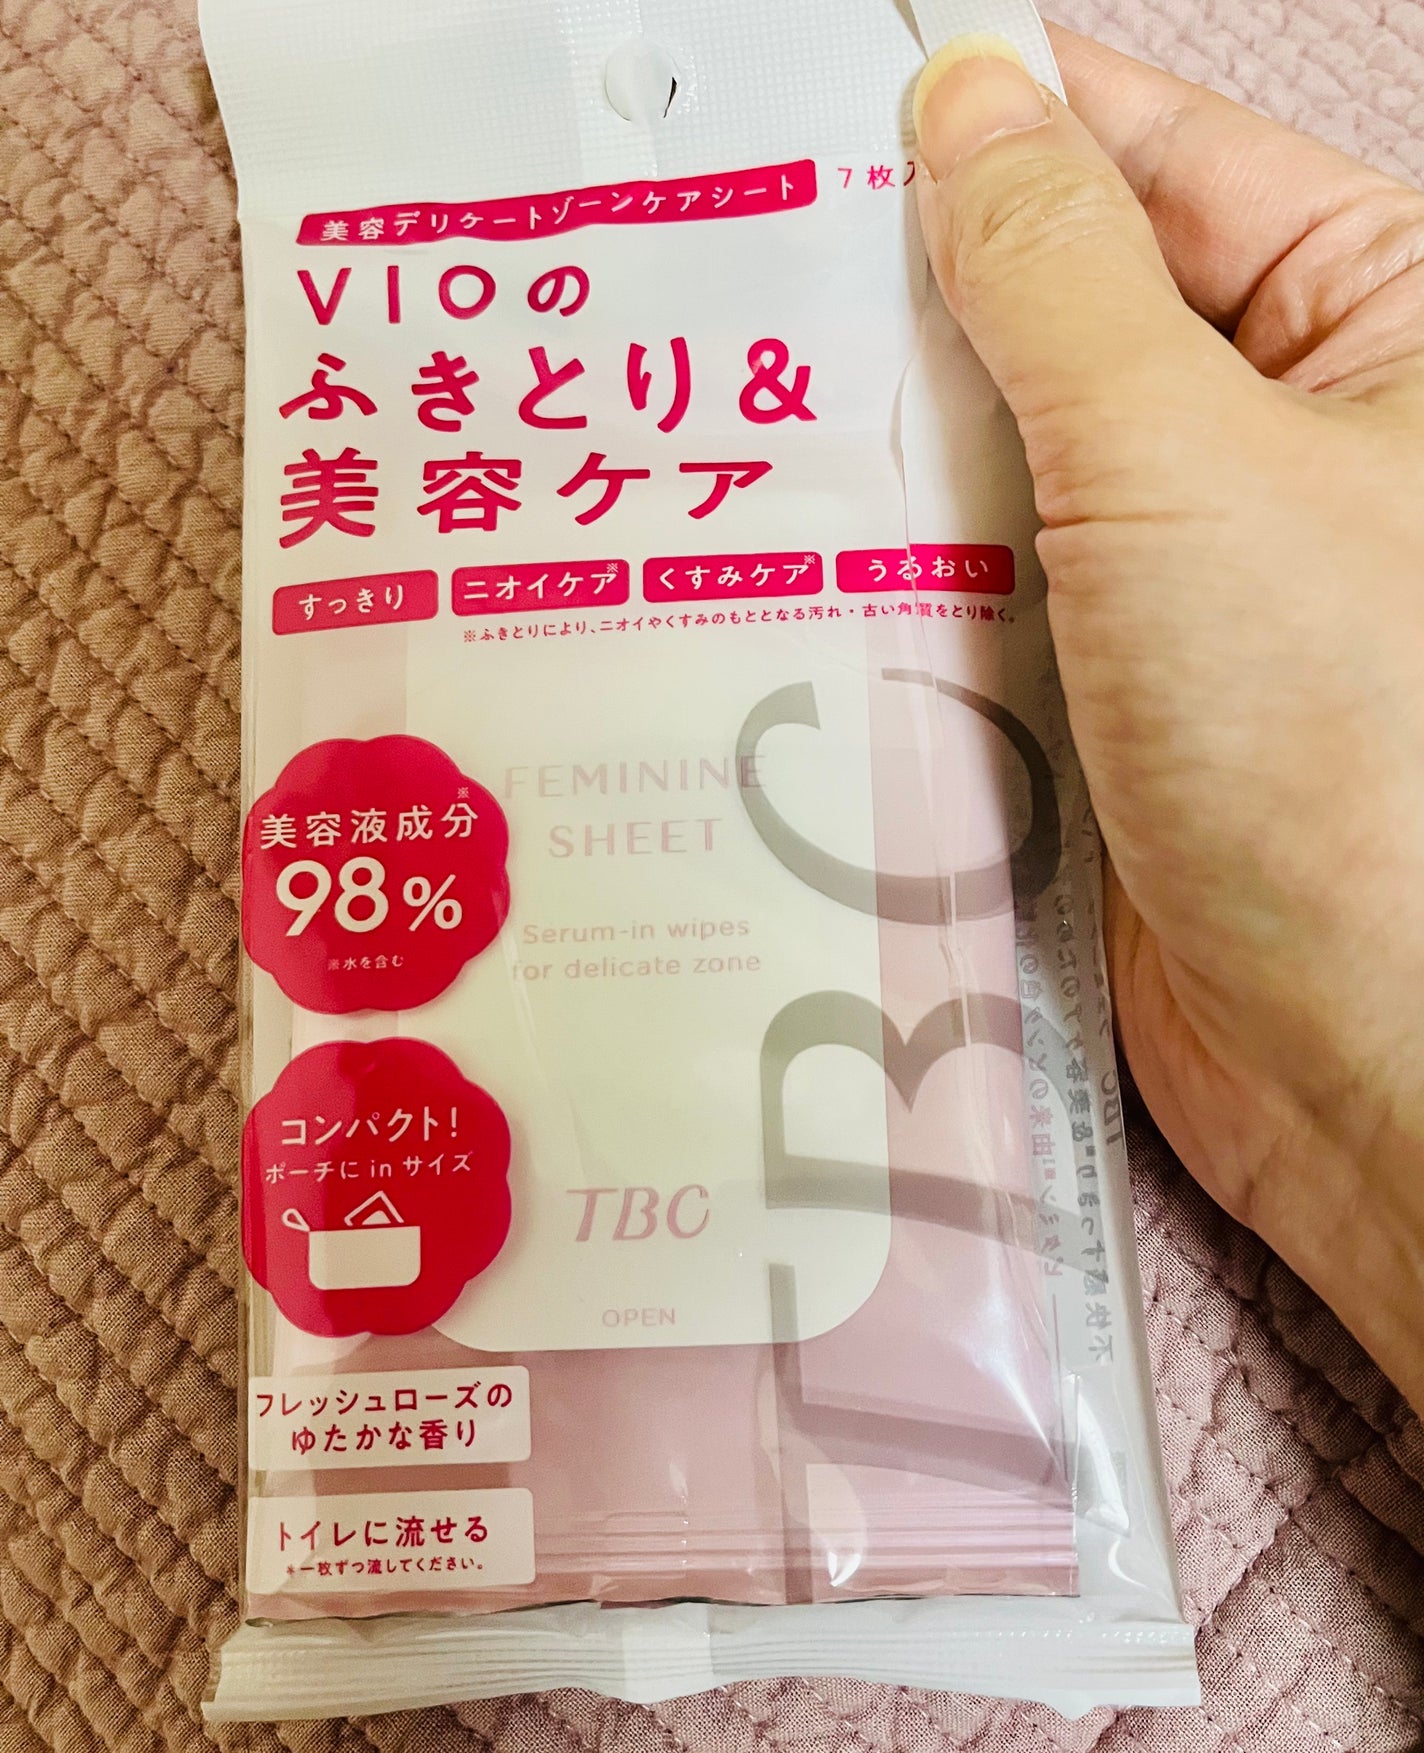 美容デリケートゾーンケアシート
7枚
VIOの
ふきとり&
美容ケア
すっきり
ニオイケア※
くすみケア※
うるおい
※ふきとりにより、ニオイやくすみのもととなる汚れ・古い角質をとり除く。
FEMININE
SHEET
Serum-in wipes
for delicate zone
美容液成分※
98%
※水を含む
コンパクト!
ポーチに in サイズ
TBC
OPEN
TBC
フレッシュローズの
ゆたかな香り
トイレに流せる
*一枚ずつ流してください。
TBC